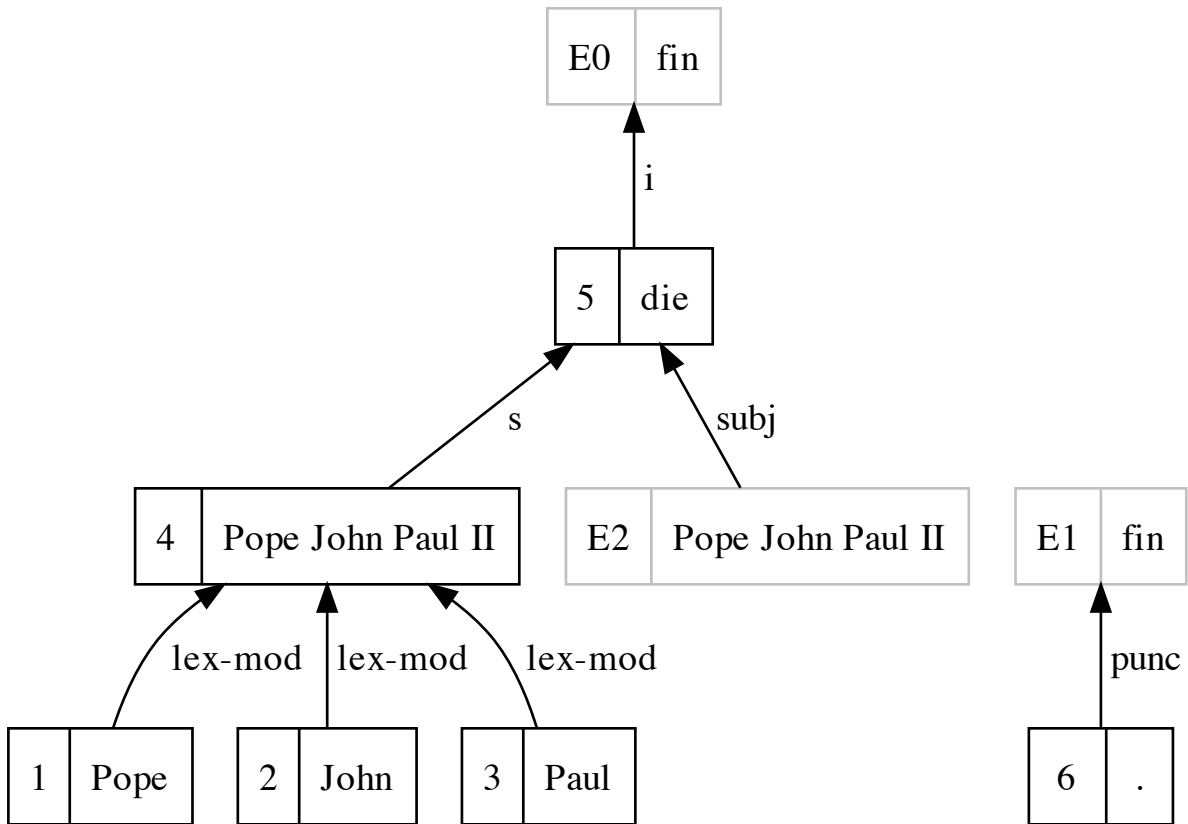 E0 fin
i
5 die
s subj
4 Pope John Paul II E2 Pope John Paul II E1 fin
lex-mod lex-mod lex-mod punc
1 Pope 2 John 3 Paul 6 .